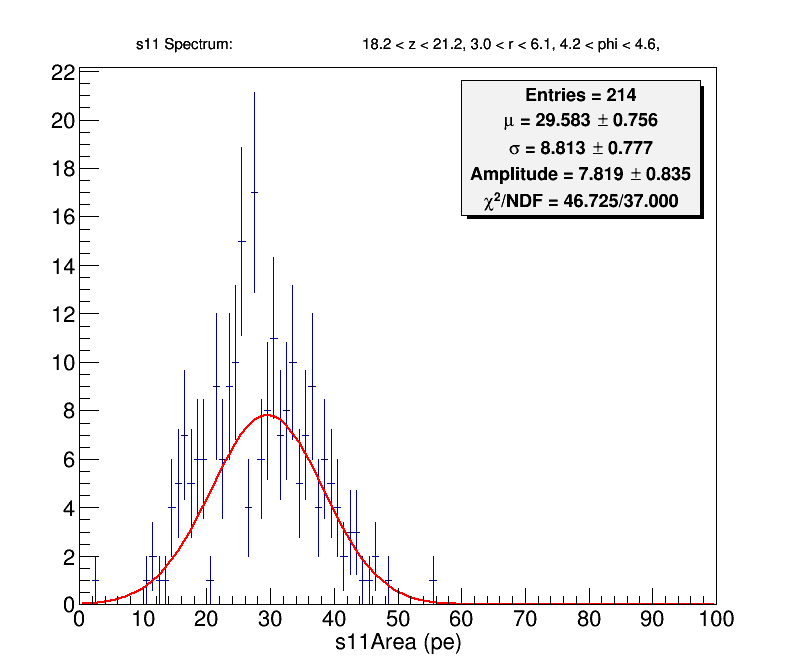 s11 Spectrum: 18.2 < z < 21.2, 3.0 < r < 6.1, 4.2 < phi < 4.6,
Entries = 214
μ = 29.583 ± 0.756
σ = 8.813 ± 0.777
Amplitude = 7.819 ± 0.835
χ²/NDF = 46.725/37.000
22
20
18
16
14
12
10
8
6
4
2
0
0 10 20 30 40 50 60 70 80 90 100
s11Area (pe)